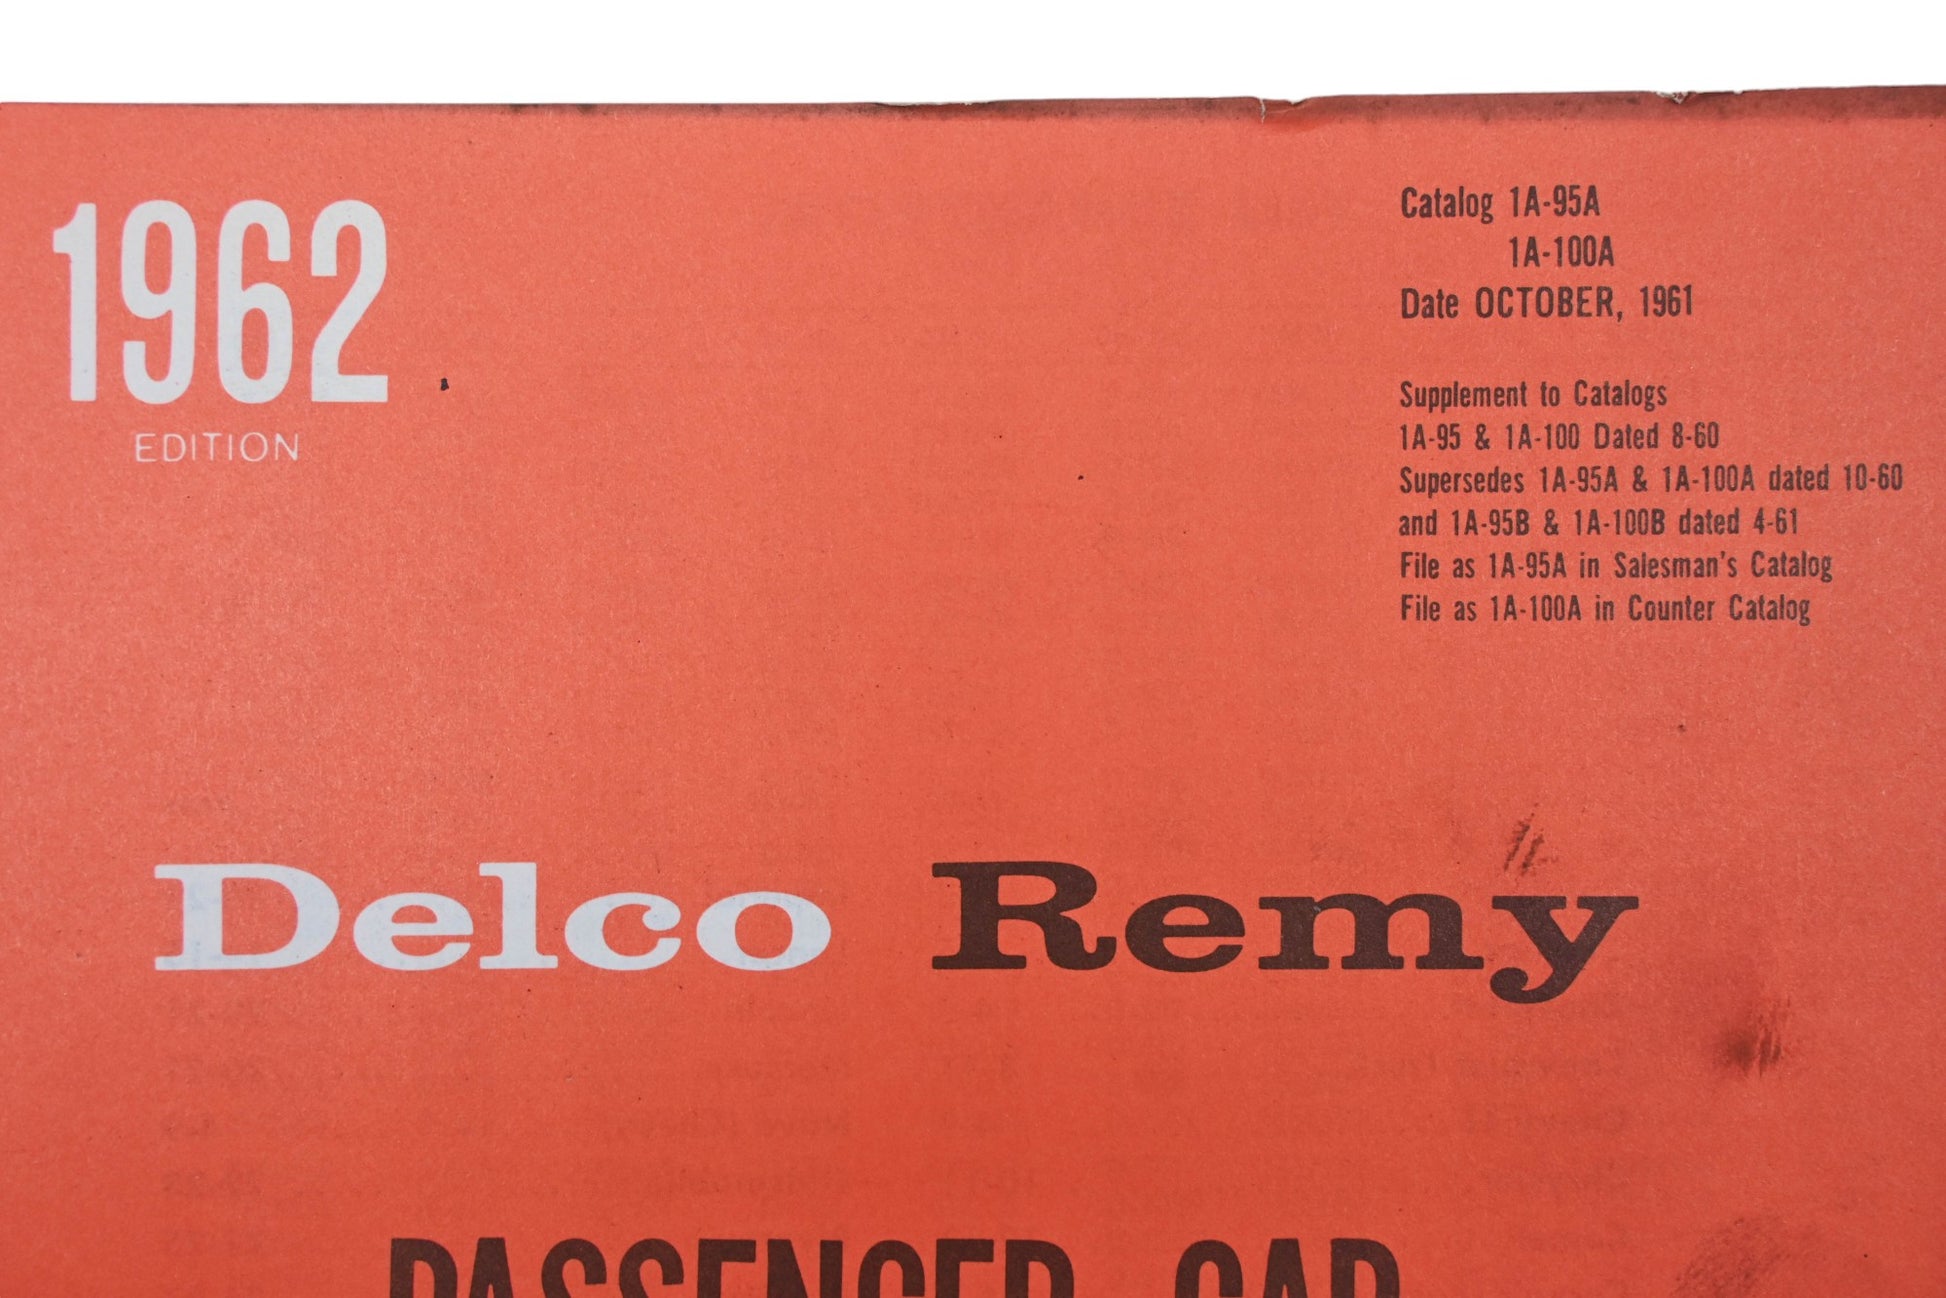 1962
EDITION
Catalog 1A-95A
1A-100A
Date OCTOBER, 1961
Supplement to Catalogs
1A-95 & 1A-100 Dated 8-60
Supersedes 1A-95A & 1A-100A dated 10-60
and 1A-95B & 1A-100B dated 4-61
File as 1A-95A in Salesman's Catalog
File as 1A-100A in Counter Catalog
Delco Remy
PASSENGER CAR